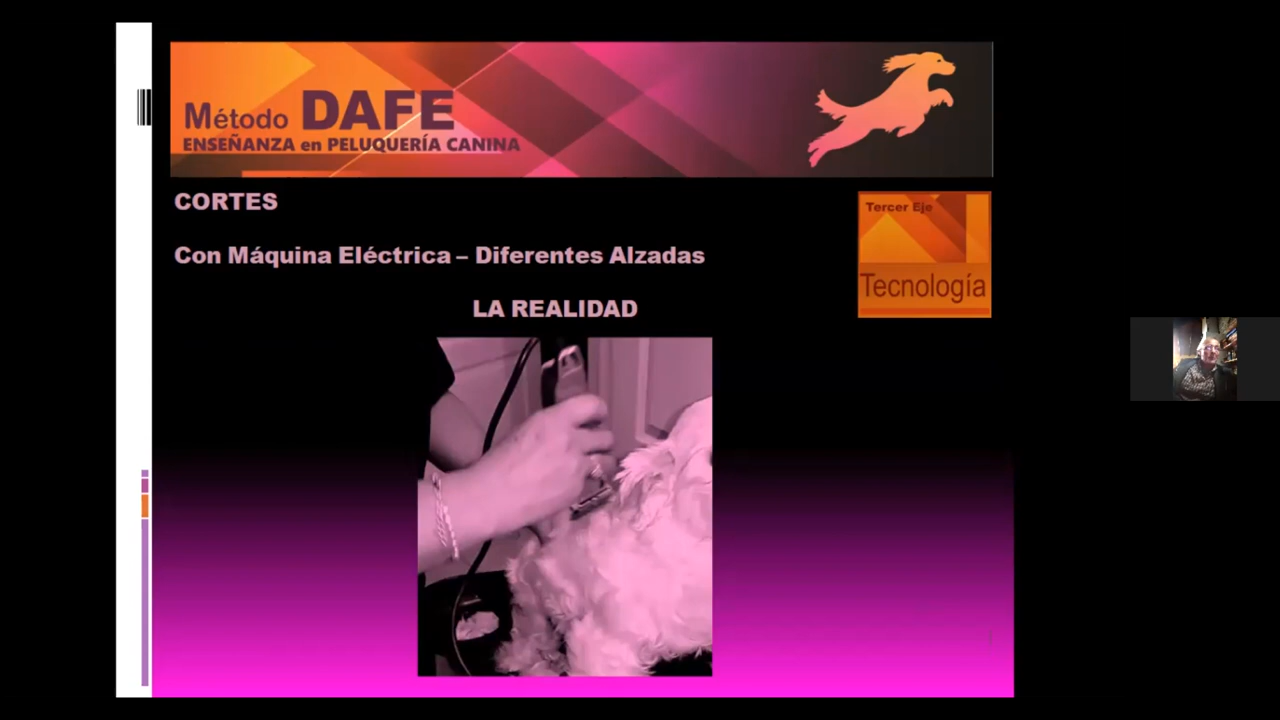 Método DAFE
ENSEÑANZA en PELUQUERÍA CANINA
CORTES
Tercer Eje
Tecnología
Con Máquina Eléctrica – Diferentes Alzadas
LA REALIDAD